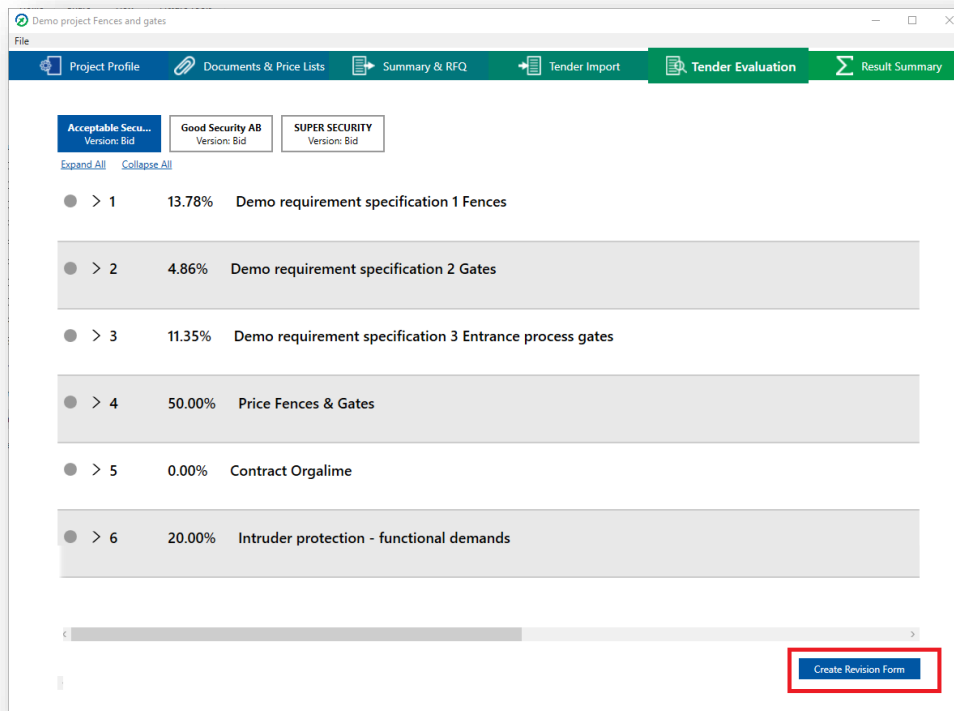 Demo project Fences and gates
File
Project Profile
Documents & Price Lists
Summary & RFQ
Tender Import
Tender Evaluation
Result Summary
Acceptable Secu...
Version: Bid
Good Security AB
Version: Bid
SUPER SECURITY
Version: Bid
Expand All Collapse All
1 13.78% Demo requirement specification 1 Fences
2 4.86% Demo requirement specification 2 Gates
3 11.35% Demo requirement specification 3 Entrance process gates
4 50.00% Price Fences & Gates
5 0.00% Contract Orgalime
6 20.00% Intruder protection - functional demands
Create Revision Form